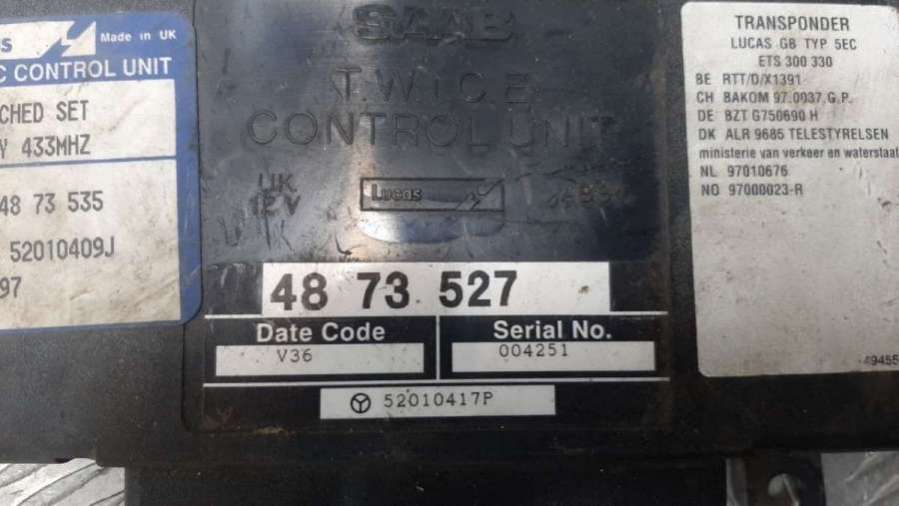 Made in UK
C CONTROL UNIT
CHED SET
Y 433MHZ
48 73 535
52010409J
97
SAAB
T.W.I.C.E
CONTROL UNIT
UK
12V
Lucas
48 73 527
Date Code
Serial No.
V36
004251
52010417P
TRANSPONDER
LUCAS GB TYP 5EC
ETS 300 330
BE RTT/D/X1391
CH BAKOM 97.0037.G.P.
DE BZT G750690 H
DK ALR 9685 TELESTYRELSEN
ministerie van verkeer en waterstaat
NL 97010676
NO 97000023-R
49455